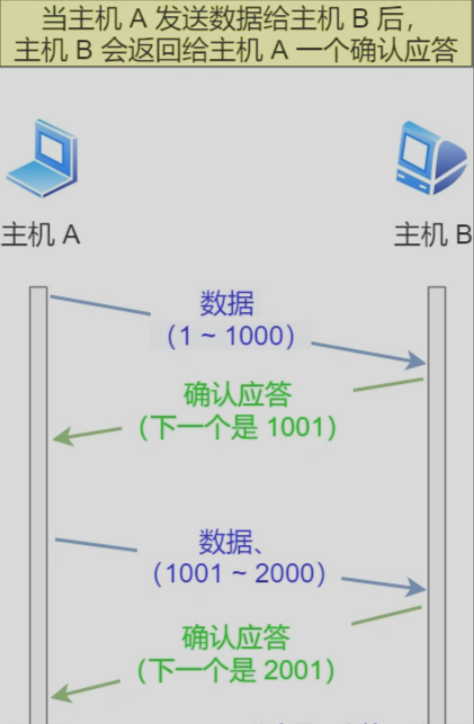 当主机 A 发送数据给主机 B 后，
主机 B 会返回给主机 A 一个确认应答
主机 A
主机 B
数据
（1 ~ 1000）
确认应答
（下一个是 1001）
数据、
（1001 ~ 2000）
确认应答
（下一个是 2001）